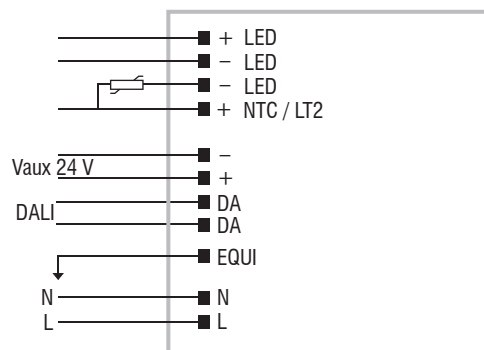 + LED
− LED
− LED
+ NTC / LT2
Vaux 24 V
−
+
DALI
DA
DA
EQUI
N N
L L